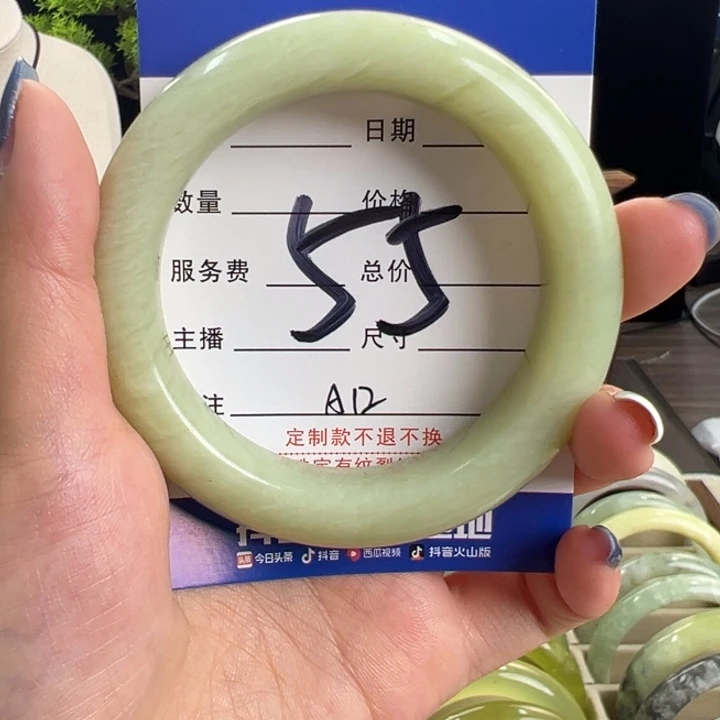 日期
数量 价格
55
服务费 总价
主播 尺寸
注 A12
定制款不退不换
今日头条 抖音 西瓜视频 抖音火山版